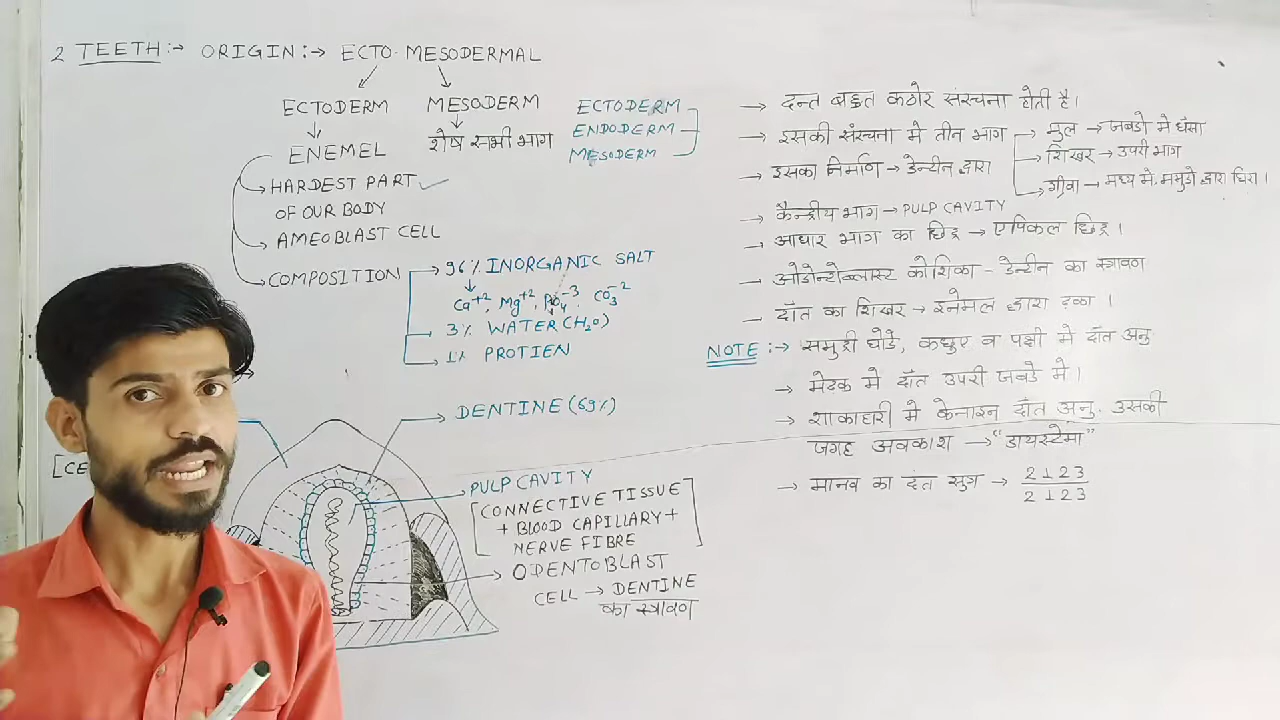 2 TEETH:→ ORIGIN:→ ECTO-MESODERMAL
ECTODERM MESODERM
ENEMEL शेष सभी भाग
HARDEST PART ✓
OF OUR BODY
AMEOBLAST CELL
COMPOSITION → 96% INORGANIC SALT
Ca+2, Mg+2, PO4-3, CO3-2
3% WATER (H2O)
1% PROTIEN
ECTODERM
ENDODERM
MESODERM
DENTINE (69%)
PULP CAVITY
[CONNECTIVE TISSUE
+ BLOOD CAPILLARY +
NERVE FIBRE]
ODENTOBLAST
CELL → DENTINE
का स्त्रावण
[CE
→ दन्त बहुत कठोर संरचना होती है।
→ इसकी संरचना मे तीन भाग → मुल → जबडो मे धँसा
→ शिखर → उपरी भाग
→ ग्रीवा → मध्य मे, मसुडो द्वारा घिरा।
→ इसका निर्माण → डेन्टीन द्वारा
→ कैन्द्रीय भाग → PULP CAVITY
→ आधार भाग का छिद्र → एपिकल छिद्र।
→ ओडोन्टोब्लास्ट कोशिका - डेन्टीन का स्त्रावण
→ दाँत का शिखर → इनेमल द्वारा ढ़का।
NOTE:→ समुद्री घोडे, कछुए व पक्षी मे दाँत अनु.
→ मेंढक मे दाँत उपरी जबडे मे।
→ शाकाहारी मे केनाइन दाँत अनु. उसकी
जगह अवकाश → "डायस्टेमा"
→ मानव का दंत सुत्र → 2123
2123